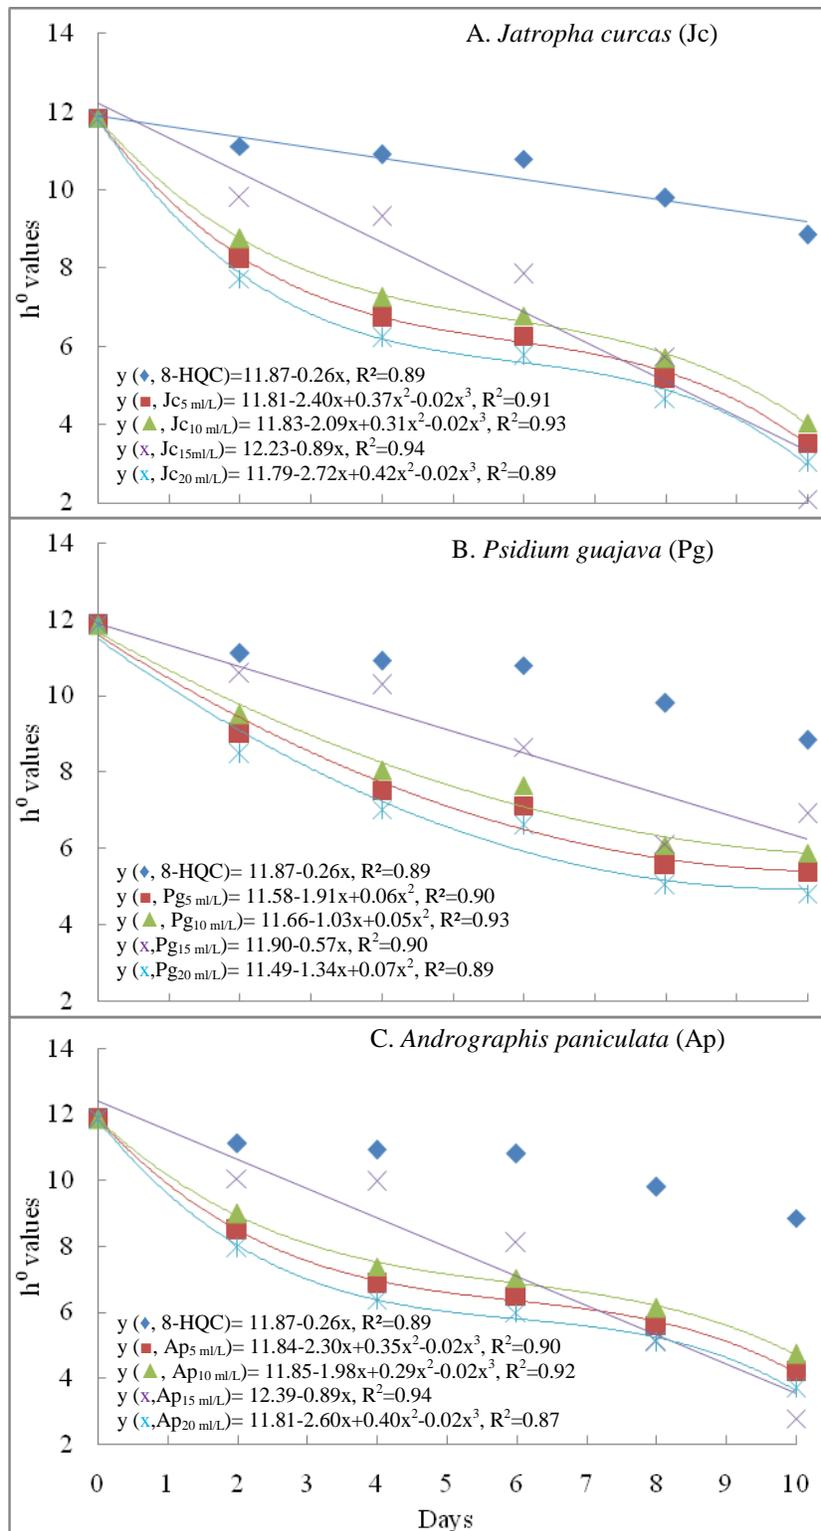 A. Jatropha curcas (Jc)
14
12
10
8
6
4
2
h⁰ values
y (♦, 8-HQC)=11.87-0.26x, R²=0.89
y (■, Jc5 ml/L)= 11.81-2.40x+0.37x²-0.02x³, R²=0.91
y (▲, Jc10 ml/L)= 11.83-2.09x+0.31x²-0.02x³, R²=0.93
y (x, Jc15ml/L)= 12.23-0.89x, R²=0.94
y (x, Jc20 ml/L)= 11.79-2.72x+0.42x²-0.02x³, R²=0.89
B. Psidium guajava (Pg)
14
12
10
8
6
4
2
h⁰ values
y (♦, 8-HQC)= 11.87-0.26x, R²=0.89
y (■, Pg5 ml/L)= 11.58-1.91x+0.06x², R²=0.90
y (▲, Pg10 ml/L)= 11.66-1.03x+0.05x², R²=0.93
y (x,Pg15 ml/L)= 11.90-0.57x, R²=0.90
y (x,Pg20 ml/L)= 11.49-1.34x+0.07x², R²=0.89
C. Andrographis paniculata (Ap)
14
12
10
8
6
4
2
h⁰ values
y (♦, 8-HQC)= 11.87-0.26x, R²=0.89
y (■, Ap5 ml/L)= 11.84-2.30x+0.35x²-0.02x³, R²=0.90
y (▲, Ap10 ml/L)= 11.85-1.98x+0.29x²-0.02x³, R²=0.92
y (x,Ap15 ml/L)= 12.39-0.89x, R²=0.94
y (x,Ap20 ml/L)= 11.81-2.60x+0.40x²-0.02x³, R²=0.87
0 1 2 3 4 5 6 7 8 9 10
Days